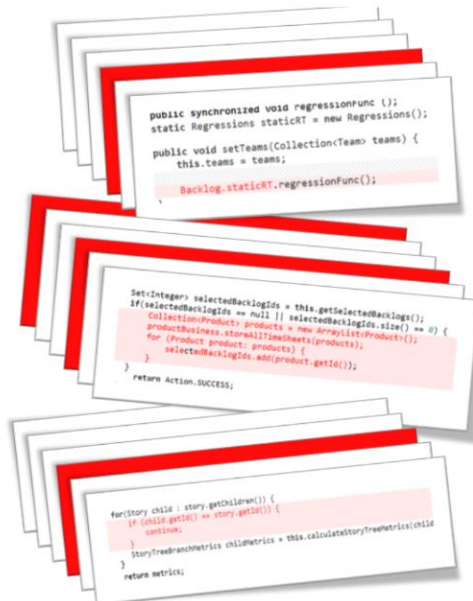 public synchronized void regressionFunc ();
static Regressions staticRT = new Regressions();
public void setTeams(Collection<Team> teams) {
this.teams = teams;
Backlog.staticRT.regressionFunc();
Set<Integer> selectedBacklogIds = this.getSelectedBacklogs();
if(selectedBacklogIds == null || selectedBacklogIds.size() == 0) {
Collection<Product> products = new ArrayList<Product>();
productBusiness.storeAllTimeSheets(products);
for (Product product: products) {
selectedBacklogIds.add(product.getId());
}
}
return Action.SUCCESS;
for(Story child : story.getChildren()) {
if (child.getId() == story.getId()) {
continue;
}
StoryTreeBranchMetrics childMetrics = this.calculateStoryTreeMetrics(child
}
return metrics;